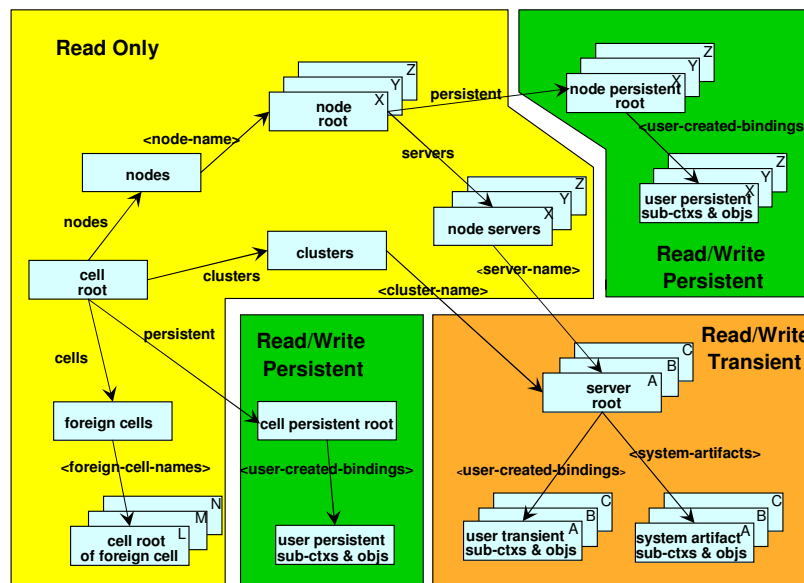 Read Only
Z
Y
X
node
root
persistent
Z
Y
X
node persistent
root
<node-name>
<user-created-bindings
servers
nodes
Z
Y
X
user persistent
sub-ctxs & objs
Z
Y
X
node servers
nodes
clusters
clusters
cell
root
<server-name>
Read/Write
Persistent
<cluster-name>
persistent
cells
Read/Write
Persistent
Read/Write
Transient
C
B
A
server
root
foreign cells
cell persistent root
<foreign-cell-names>
<user-created-bindings>
<user-created-bindings>
<system-artifacts>
N
M
L
cell root
of foreign cell
user persistent
sub-ctxs & objs
C
B
A
user transient
sub-ctxs & objs
C
B
A
system artifact
sub-ctxs & objs